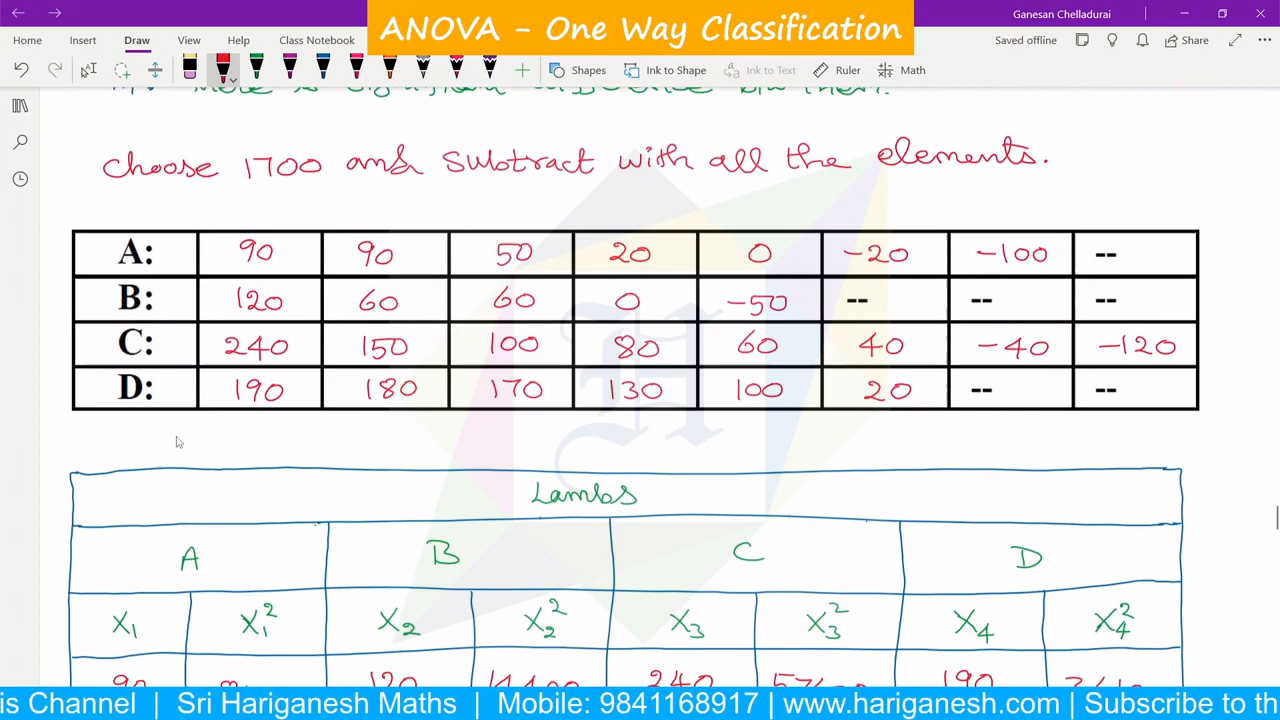 ANOVA - One Way Classification
Ganesan Chelladurai
Home Insert Draw View Help Class Notebook
Saved offline
Share
Shapes Ink to Shape Ink to Text Ruler Math
choose 1700 and subtract with all the elements.
A: 90 90 50 20 0 -20 -100 --
B: 120 60 60 0 -50 -- -- --
C: 240 150 100 80 60 40 -40 -120
D: 190 180 170 130 100 20 -- --
Lambs
A B C D
X₁ X₁² X₂ X₂² X₃ X₃² X₄ X₄²
90 120 240 190
is Channel | Sri Hariganesh Maths | Mobile: 9841168917 | www.hariganesh.com | Subscribe to th